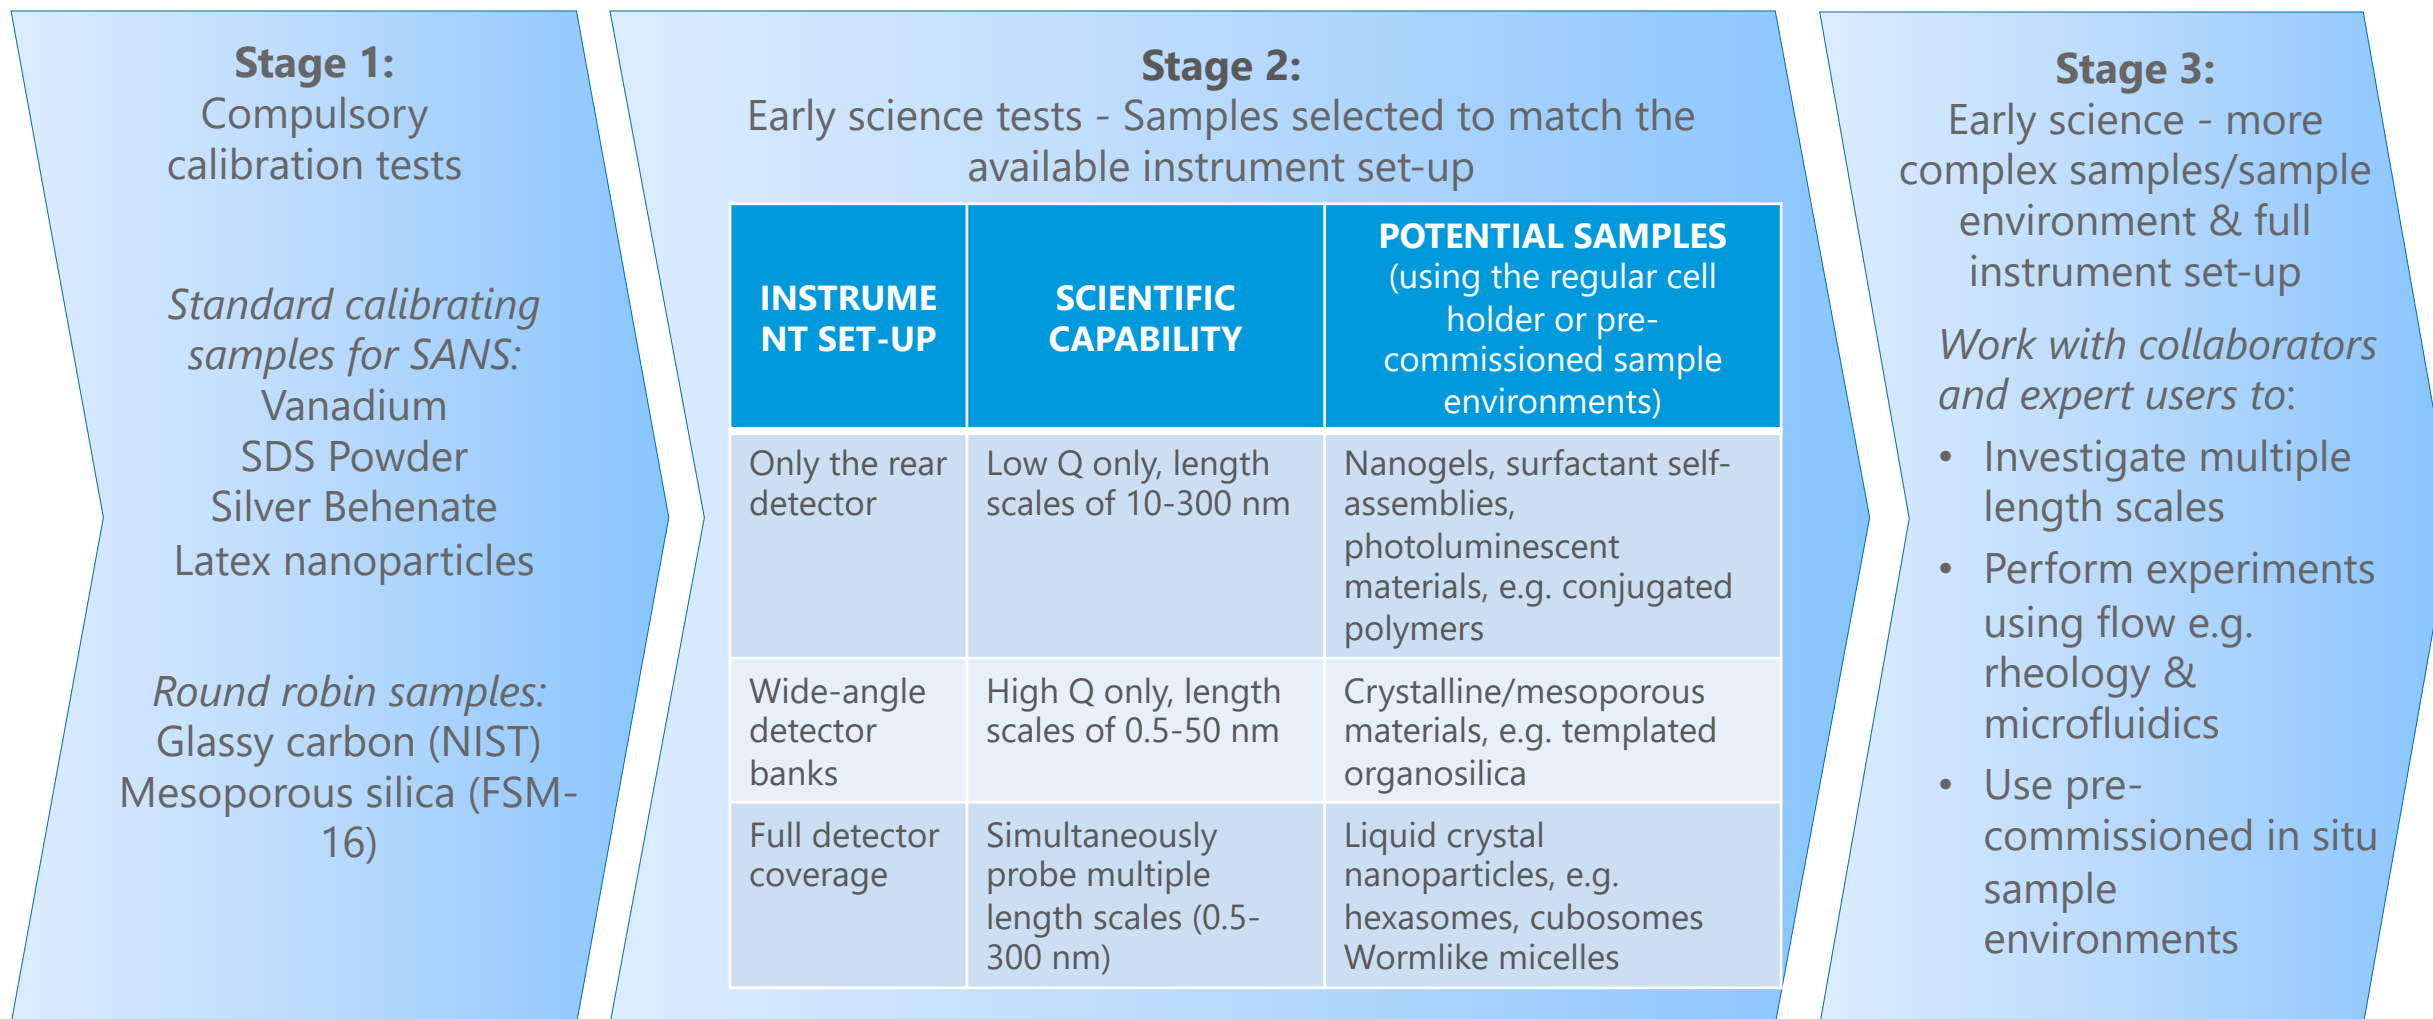 Stage 1:
Compulsory
calibration tests
Standard calibrating
samples for SANS:
Vanadium
SDS Powder
Silver Behenate
Latex nanoparticles
Round robin samples:
Glassy carbon (NIST)
Mesoporous silica (FSM-
16)
Stage 2:
Early science tests - Samples selected to match the
available instrument set-up
INSTRUME
NT SET-UP
SCIENTIFIC
CAPABILITY
POTENTIAL SAMPLES
(using the regular cell
holder or pre-
commissioned sample
environments)
Only the rear
detector
Low Q only, length
scales of 10-300 nm
Nanogels, surfactant self-
assemblies,
photoluminescent
materials, e.g. conjugated
polymers
Wide-angle
detector
banks
High Q only, length
scales of 0.5-50 nm
Crystalline/mesoporous
materials, e.g. templated
organosilica
Full detector
coverage
Simultaneously
probe multiple
length scales (0.5-
300 nm)
Liquid crystal
nanoparticles, e.g.
hexasomes, cubosomes
Wormlike micelles
Stage 3:
Early science - more
complex samples/sample
environment & full
instrument set-up
Work with collaborators
and expert users to:
• Investigate multiple
length scales
• Perform experiments
using flow e.g.
rheology &
microfluidics
• Use pre-
commissioned in situ
sample
environments